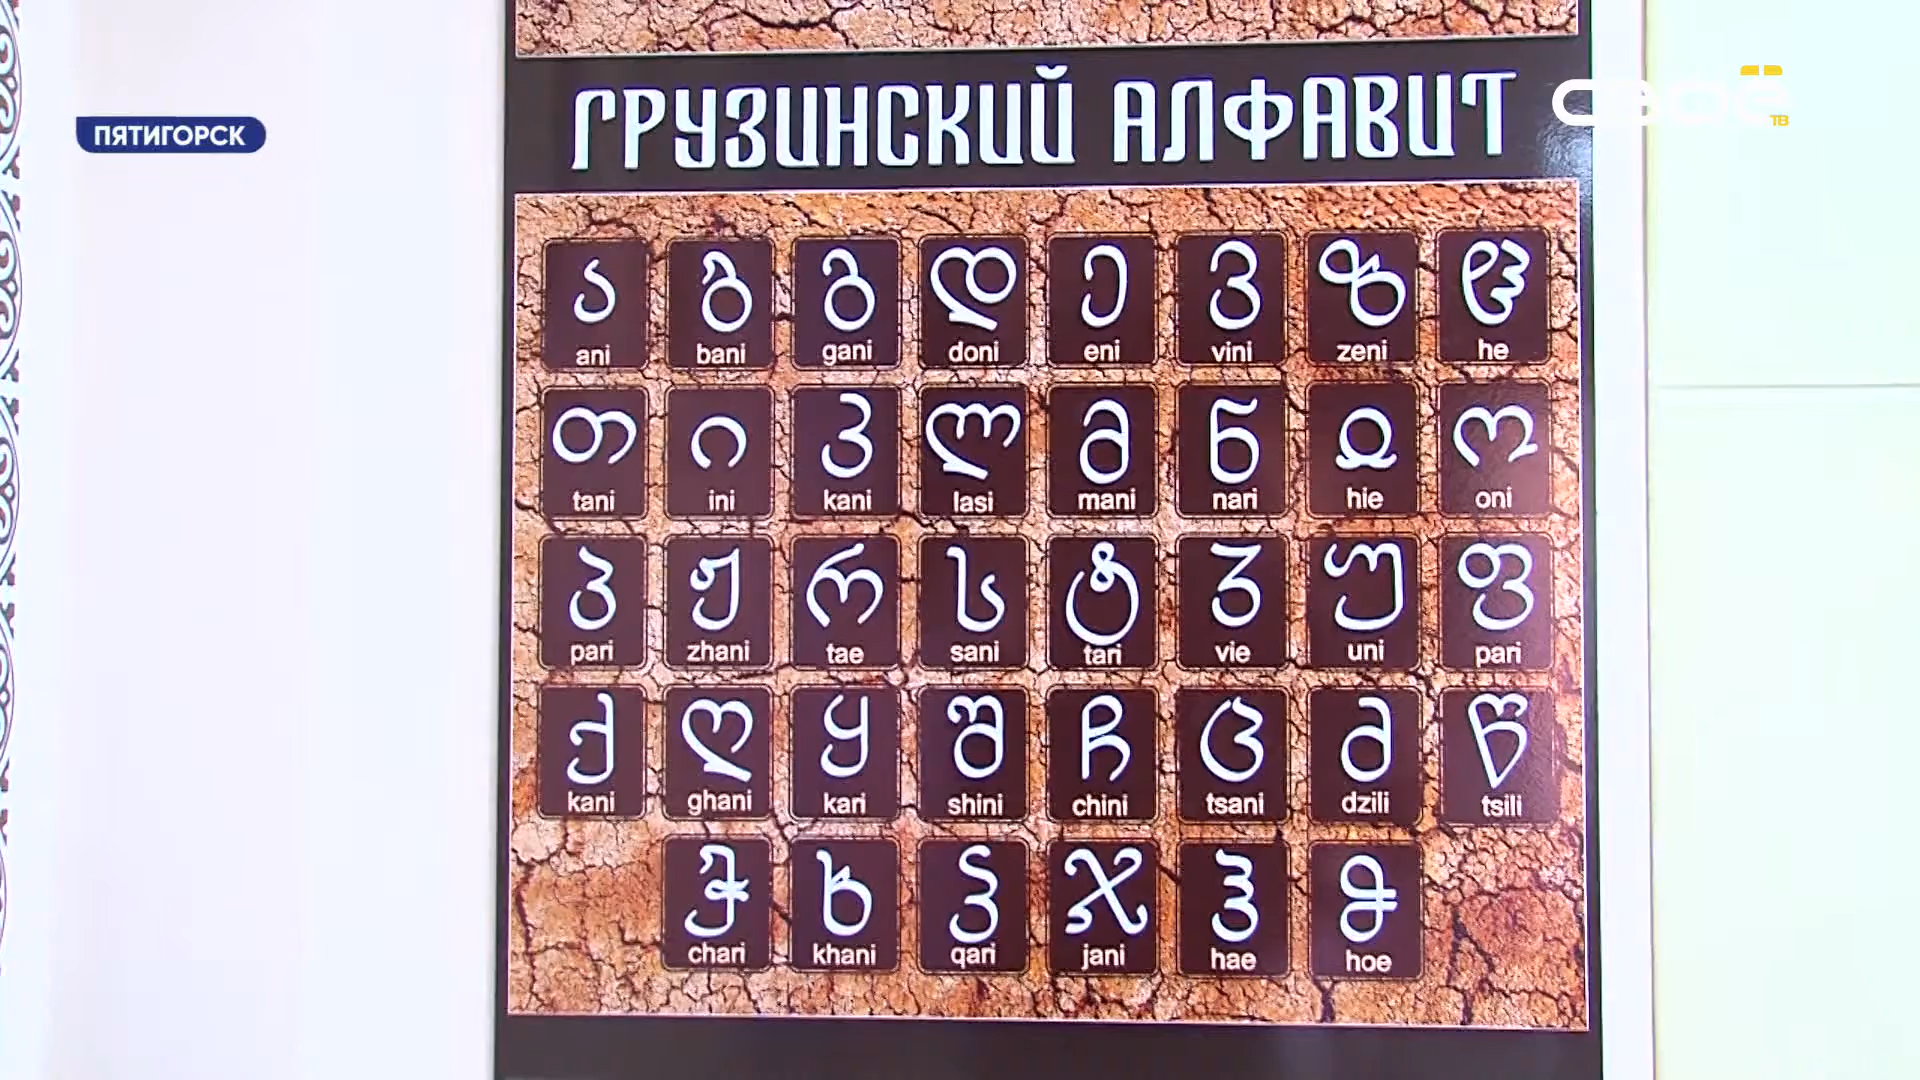 ПЯТИГОРСК
СВОЁ
ТВ
ГРУЗИНСКИЙ АЛФАВИТ
ა ბ გ დ ე ვ ზ ჱ
ani bani gani doni eni vini zeni he
თ ი კ ლ მ ნ ჲ ო
tani ini kani lasi mani nari hie oni
პ ჟ რ ს ტ ჳ უ ფ
pari zhani tae sani tari vie uni pari
ქ ღ ყ შ ჩ ც ძ წ
kani ghani kari shini chini tsani dzili tsili
ჭ ხ ჴ ჯ ჰ ჵ
chari khani qari jani hae hoe